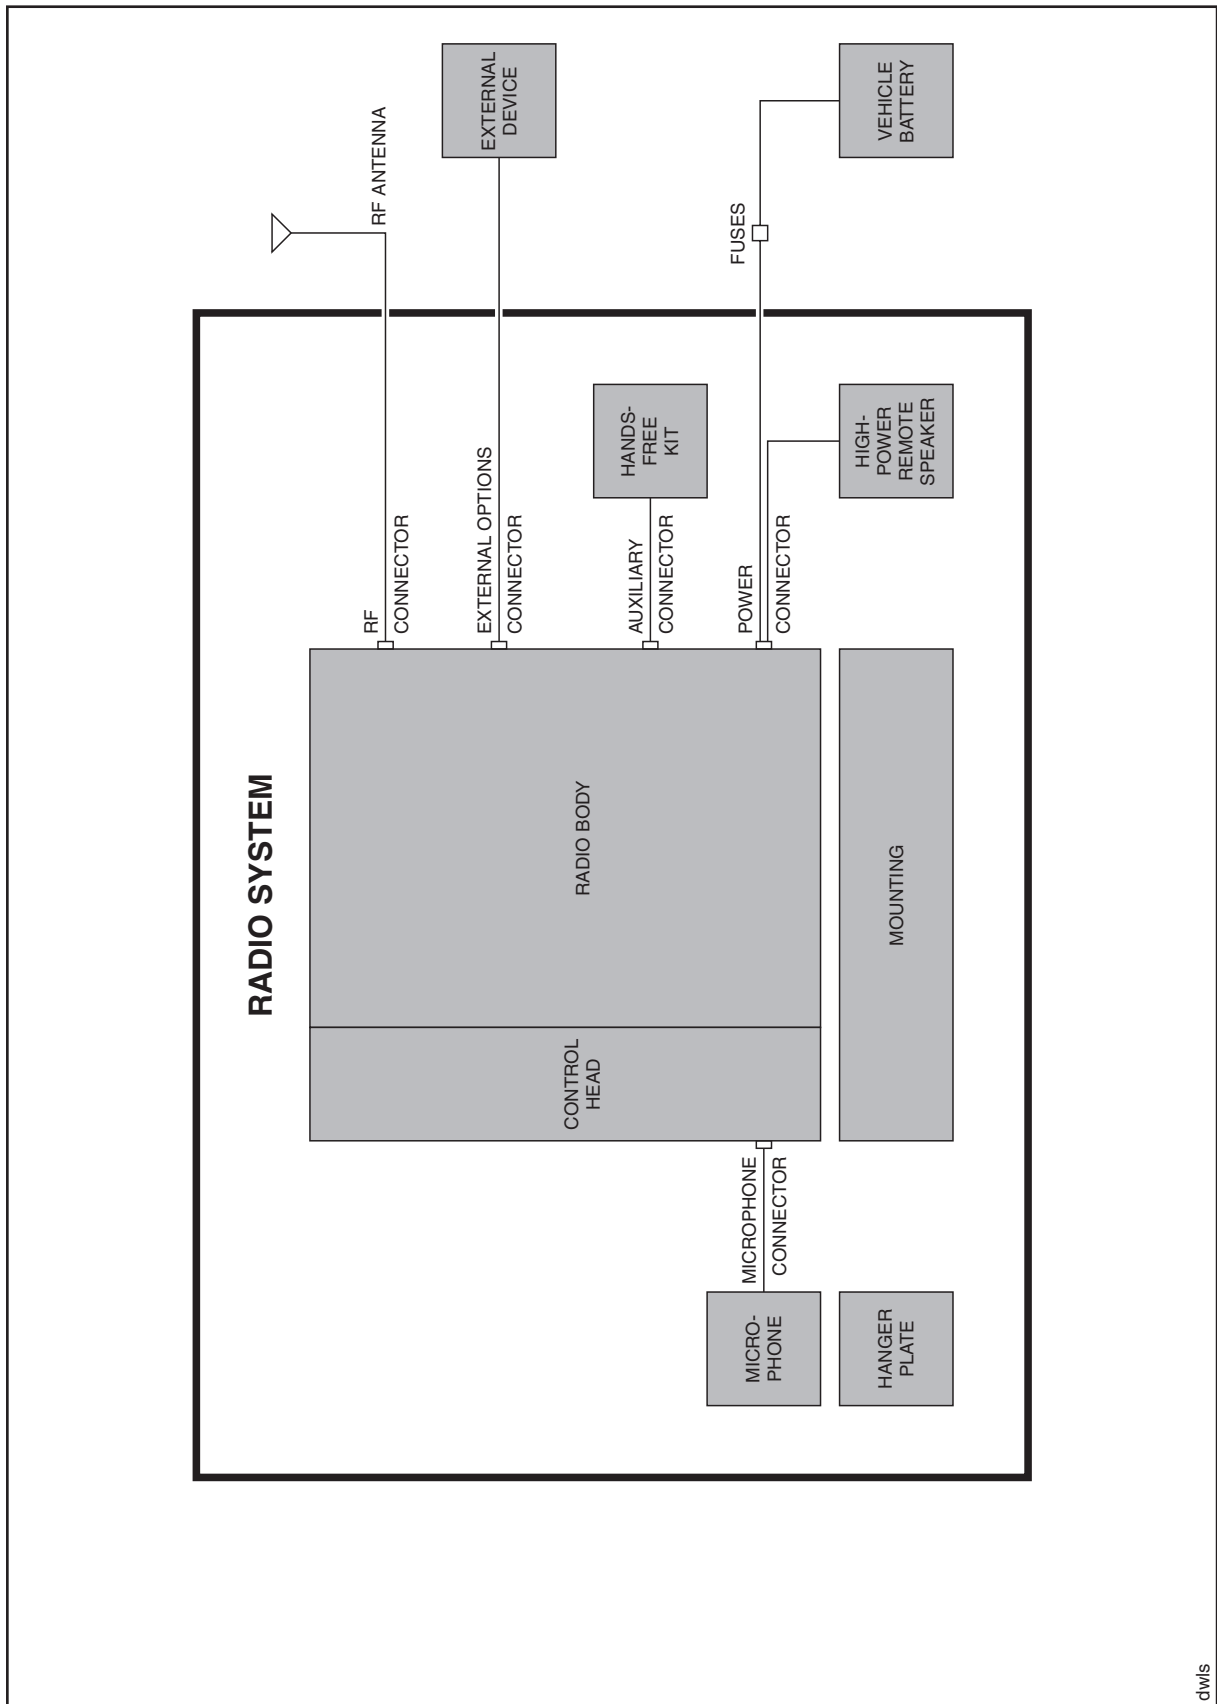 RADIO SYSTEM
RF
CONNECTOR
RF ANTENNA
EXTERNAL OPTIONS
CONNECTOR
EXTERNAL
DEVICE
CONTROL
HEAD
RADIO BODY
AUXILIARY
CONNECTOR
HANDS-
FREE
KIT
MICRO-
PHONE
MICROPHONE
CONNECTOR
POWER
CONNECTOR
FUSES
HANGER
PLATE
MOUNTING
HIGH-
POWER
REMOTE
SPEAKER
VEHICLE
BATTERY
dwls